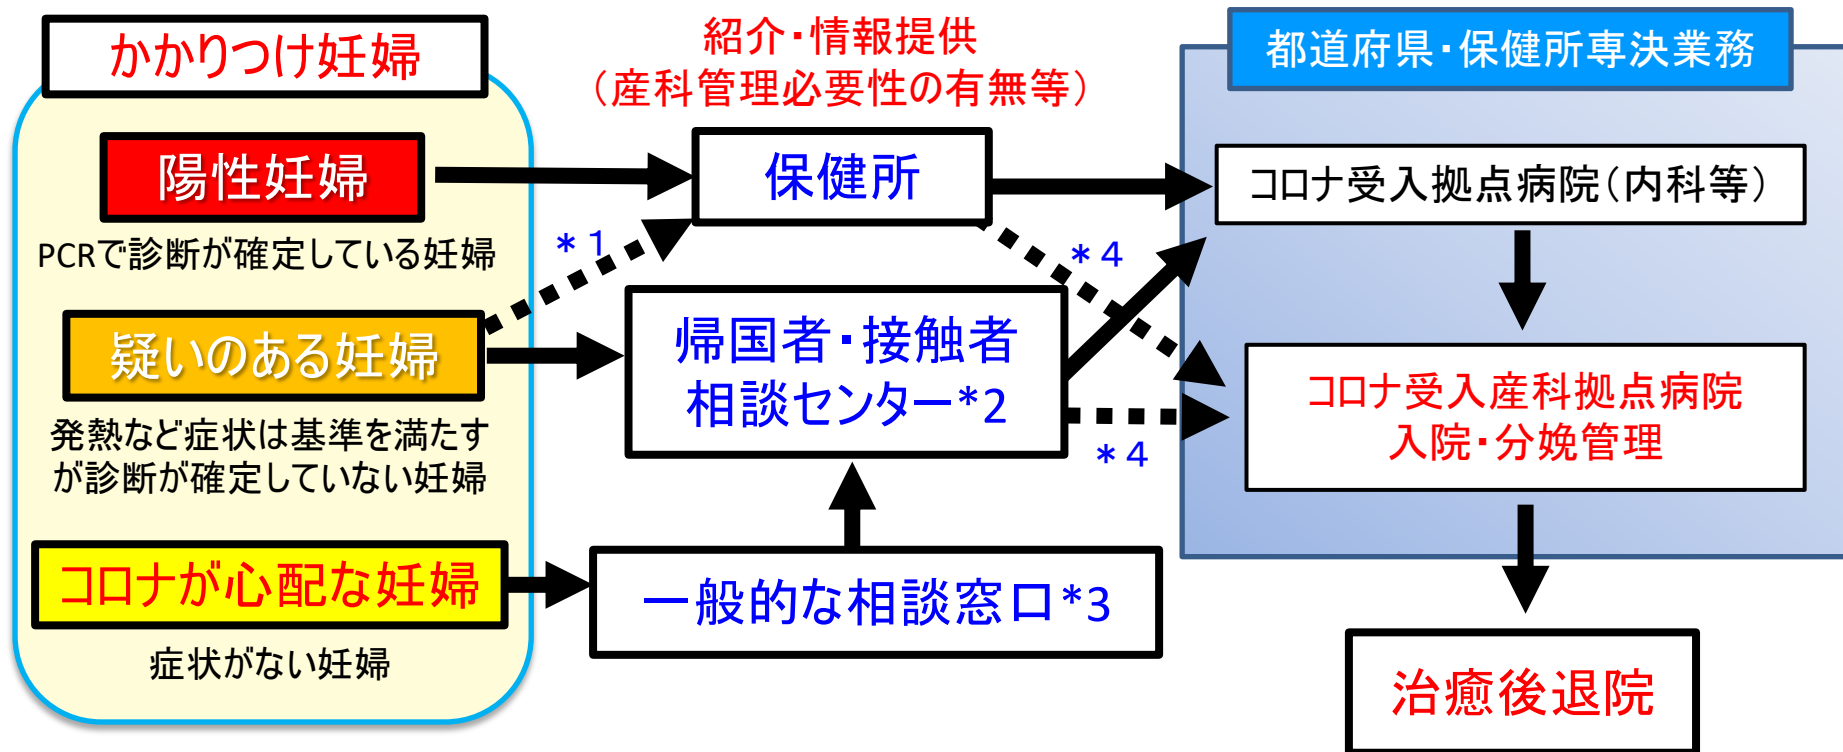 かかりつけ妊婦
陽性妊婦
PCRで診断が確定している妊婦
疑いのある妊婦
発熱など症状は基準を満たす
が診断が確定していない妊婦
コロナが心配な妊婦
症状がない妊婦
紹介・情報提供
（産科管理必要性の有無等）
保健所
＊１
帰国者・接触者
相談センター*2
一般的な相談窓口*3
＊４
＊４
都道府県・保健所専決業務
コロナ受入拠点病院（内科等）
コロナ受入産科拠点病院
入院・分娩管理
治癒後退院